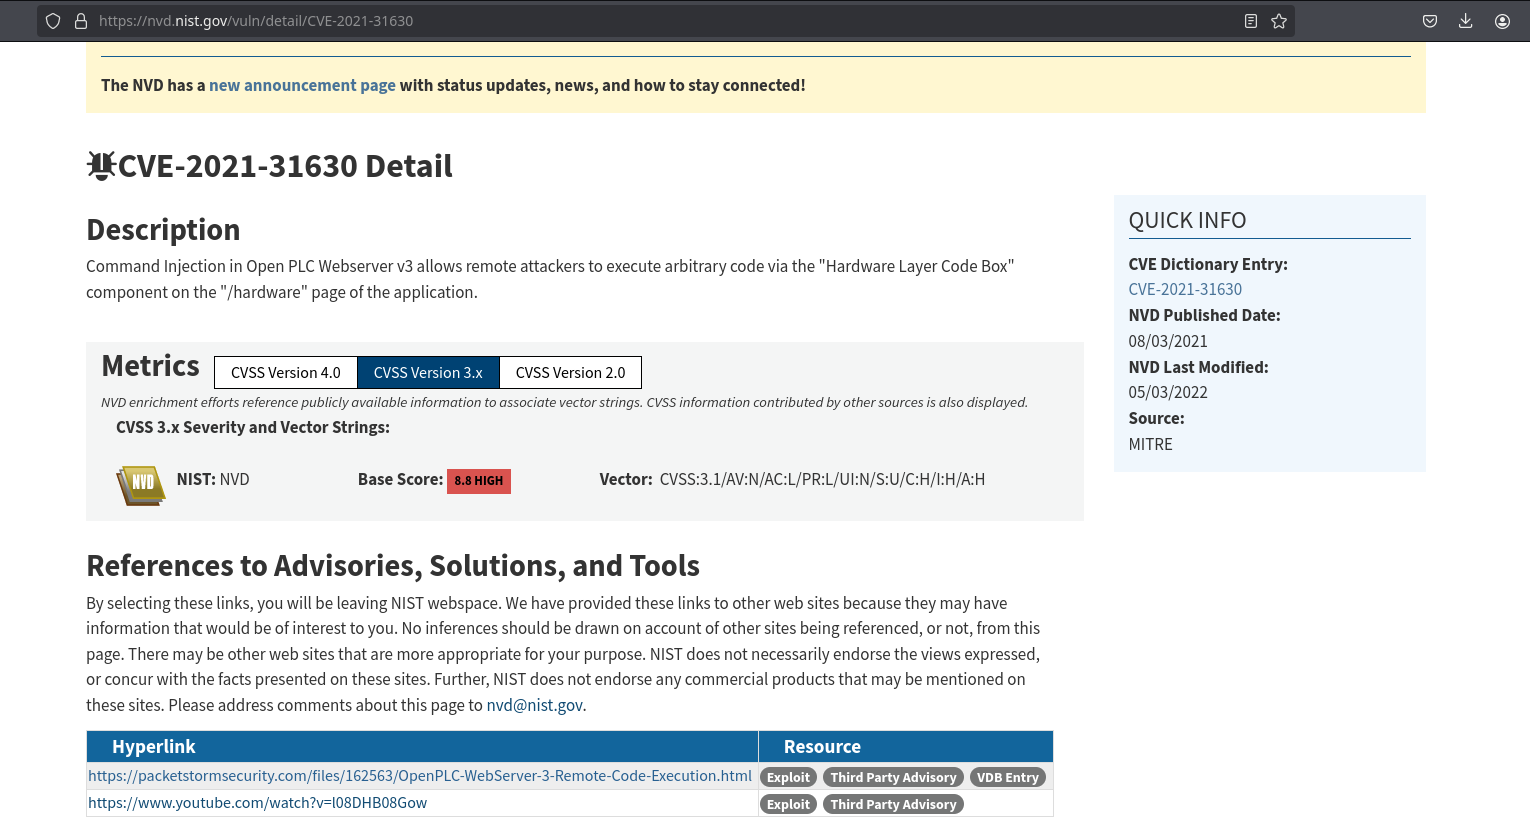 https://nvd.nist.gov/vuln/detail/CVE-2021-31630
The NVD has a new announcement page with status updates, news, and how to stay connected!
CVE-2021-31630 Detail
Description
Command Injection in Open PLC Webserver v3 allows remote attackers to execute arbitrary code via the "Hardware Layer Code Box"
component on the "/hardware" page of the application.
Metrics
CVSS Version 4.0 CVSS Version 3.x CVSS Version 2.0
NVD enrichment efforts reference publicly available information to associate vector strings. CVSS information contributed by other sources is also displayed.
CVSS 3.x Severity and Vector Strings:
NVD NIST: NVD Base Score: 8.8 HIGH Vector: CVSS:3.1/AV:N/AC:L/PR:L/UI:N/S:U/C:H/I:H/A:H
References to Advisories, Solutions, and Tools
By selecting these links, you will be leaving NIST webspace. We have provided these links to other web sites because they may have
information that would be of interest to you. No inferences should be drawn on account of other sites being referenced, or not, from this
page. There may be other web sites that are more appropriate for your purpose. NIST does not necessarily endorse the views expressed,
or concur with the facts presented on these sites. Further, NIST does not endorse any commercial products that may be mentioned on
these sites. Please address comments about this page to nvd@nist.gov.
Hyperlink Resource
https://packetstormsecurity.com/files/162563/OpenPLC-WebServer-3-Remote-Code-Execution.html Exploit Third Party Advisory VDB Entry
https://www.youtube.com/watch?v=l08DHB08Gow Exploit Third Party Advisory
QUICK INFO
CVE Dictionary Entry:
CVE-2021-31630
NVD Published Date:
08/03/2021
NVD Last Modified:
05/03/2022
Source:
MITRE